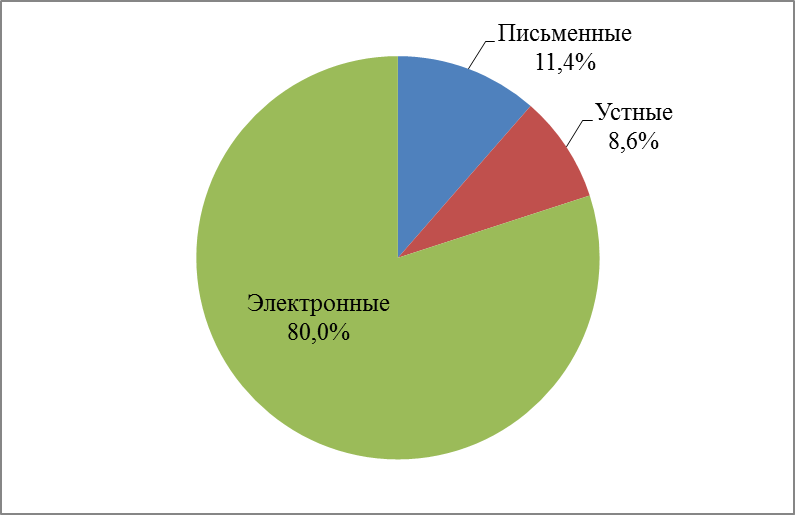 Письменные
11,4%
Устные
8,6%
Электронные
80,0%